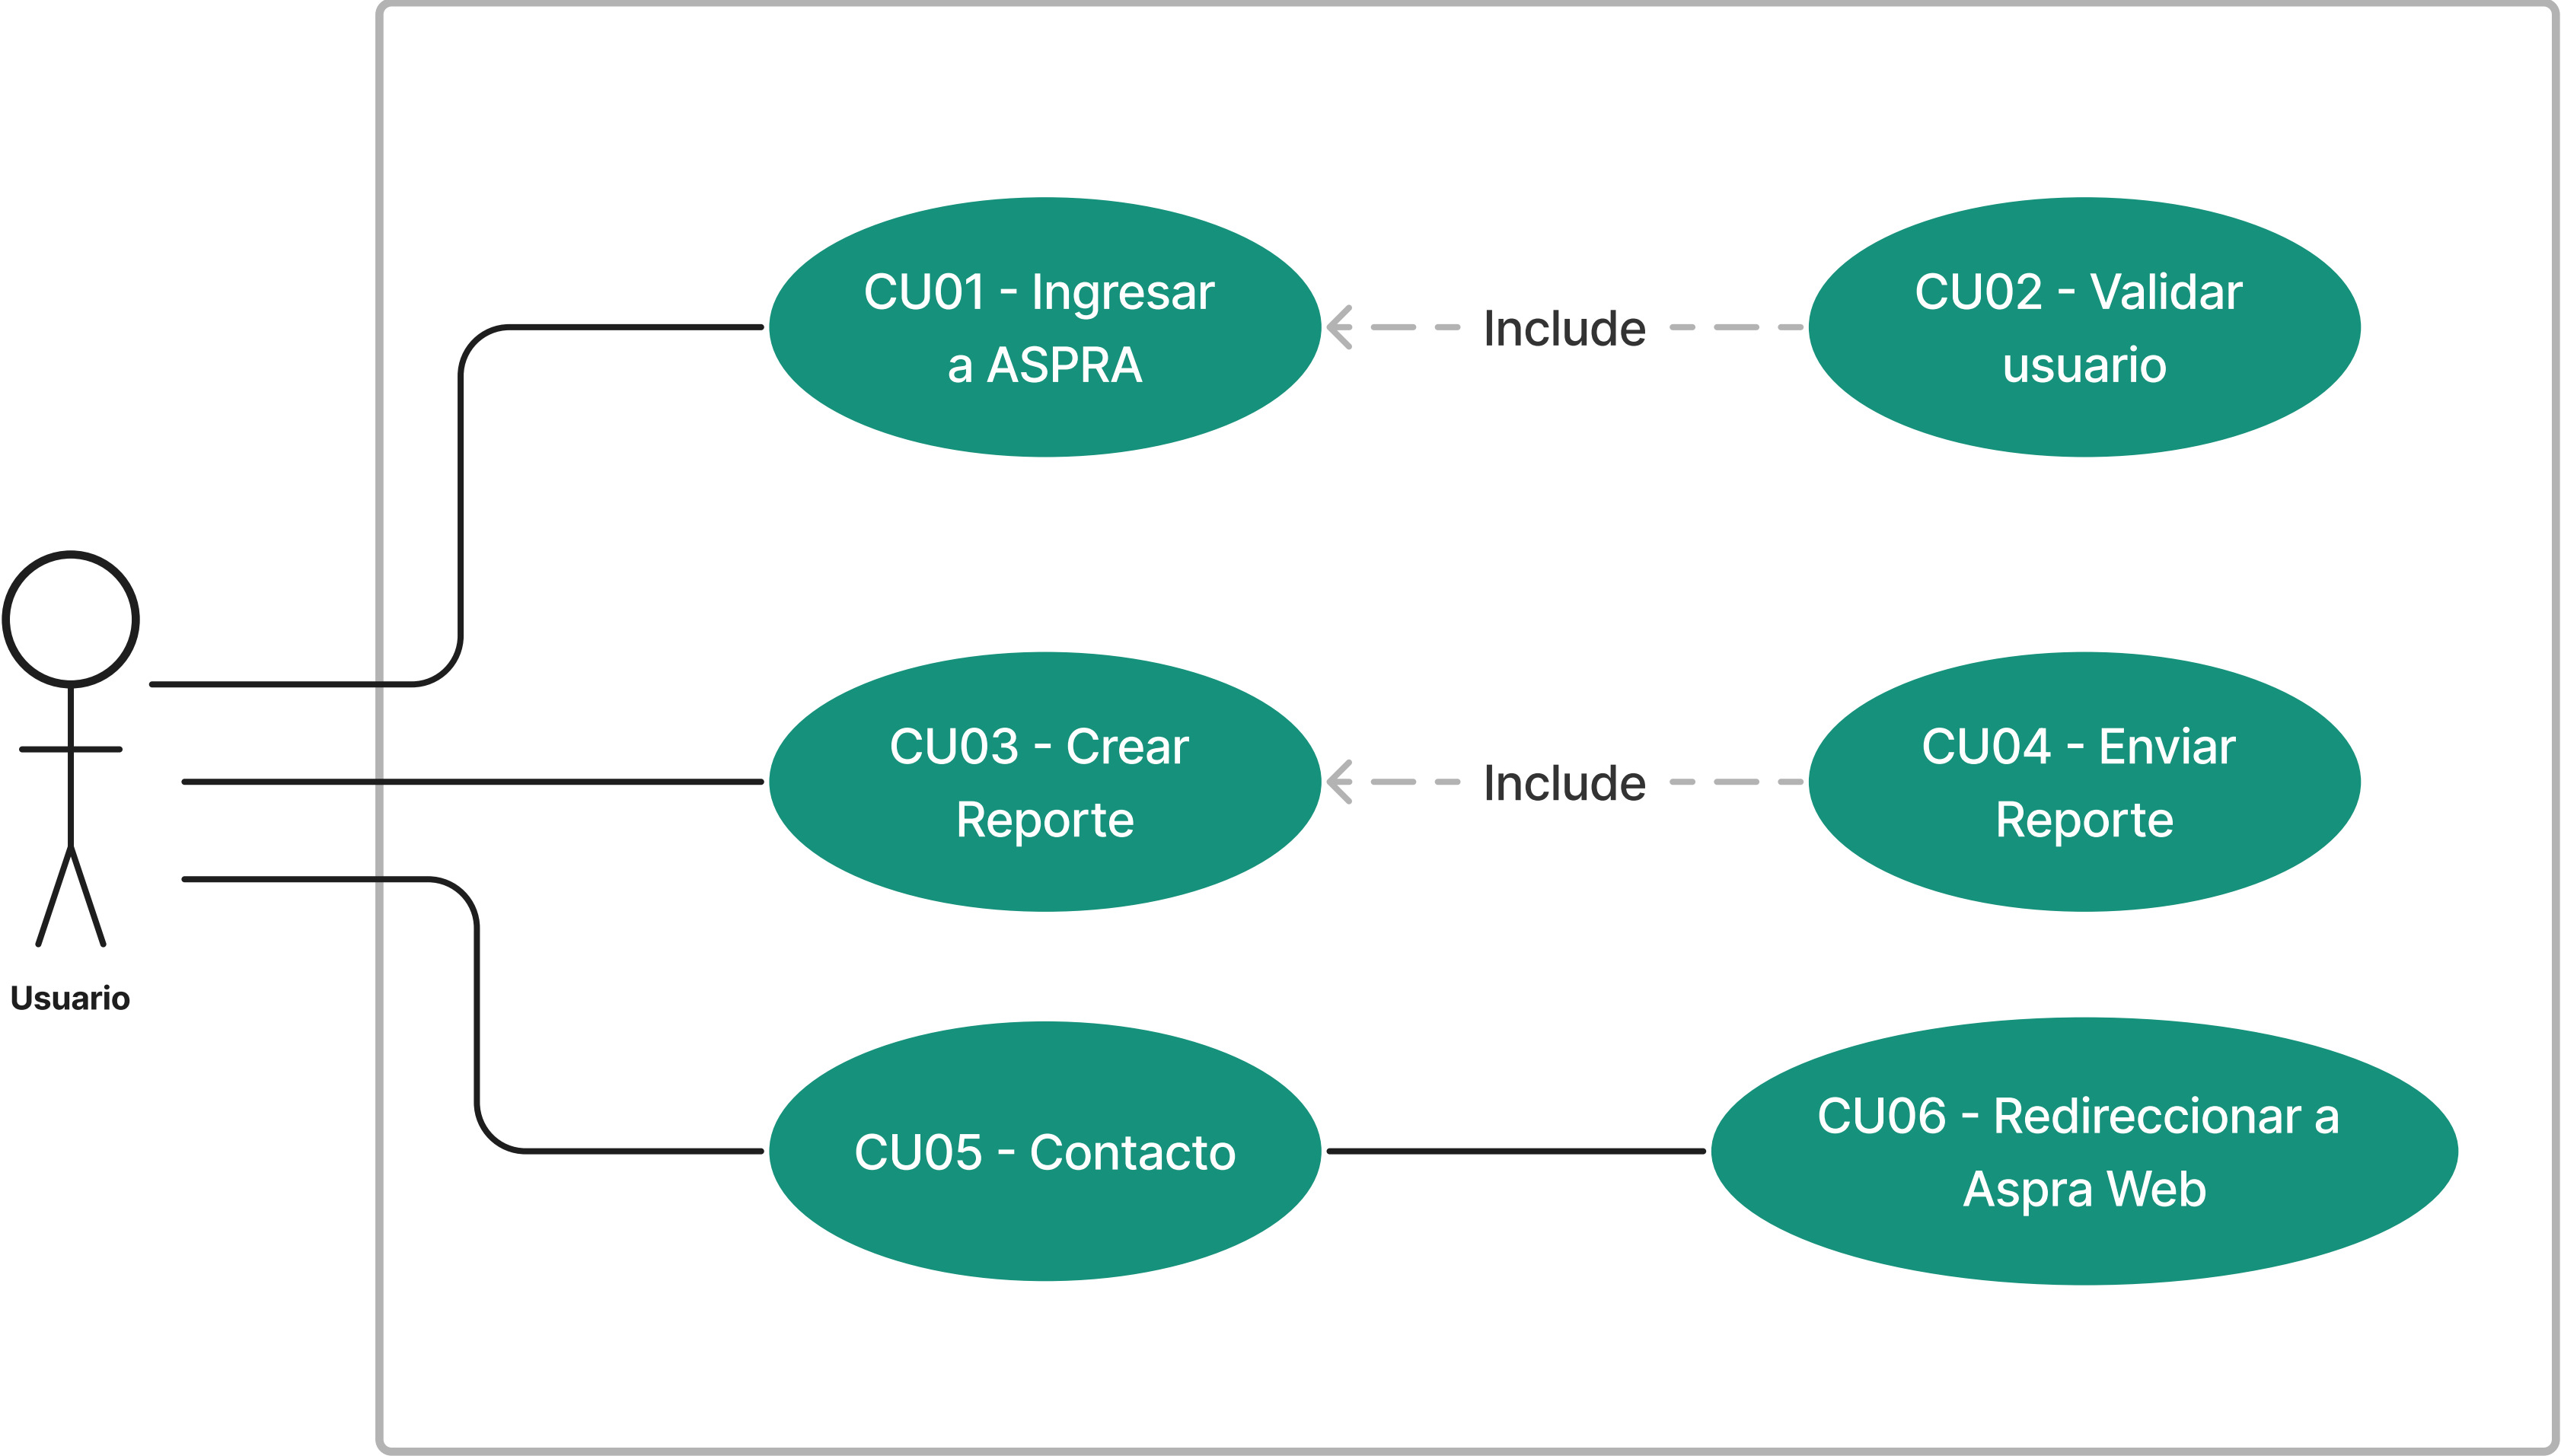 CU01 - Ingresar
a ASPRA
Include
CU02 - Validar
usuario
CU03 - Crear
Reporte
Include
CU04 - Enviar
Reporte
Usuario
CU05 - Contacto
CU06 - Redireccionar a
Aspra Web